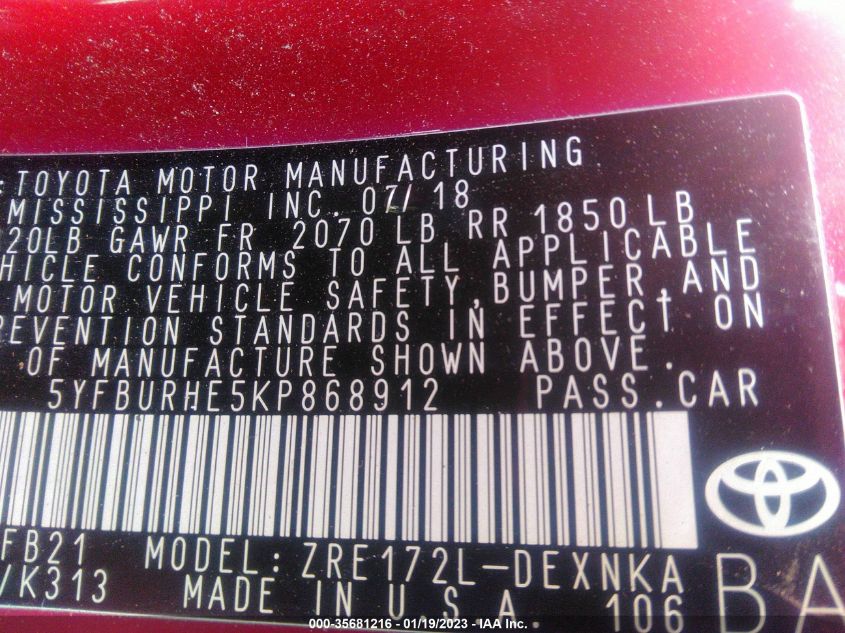 :TOYOTA MOTOR MANUFACTURING
MISSISSIPPI INC. 07/18
20LB GAWR FR 2070 LB RR 1850 LB
HICLE CONFORMS TO ALL APPLICABLE
MOTOR VEHICLE SAFETY, BUMPER, AND
REVENTION STANDARDS IN EFFECT ON
OF MANUFACTURE SHOWN ABOVE.
5YFBURHE5KP868912 PASS.CAR
FB21 MODEL: ZRE172L-DEXNKA
/K313 MADE IN U.S.A. 106 BA
000-35681216 - 01/19/2023 - IAA Inc.